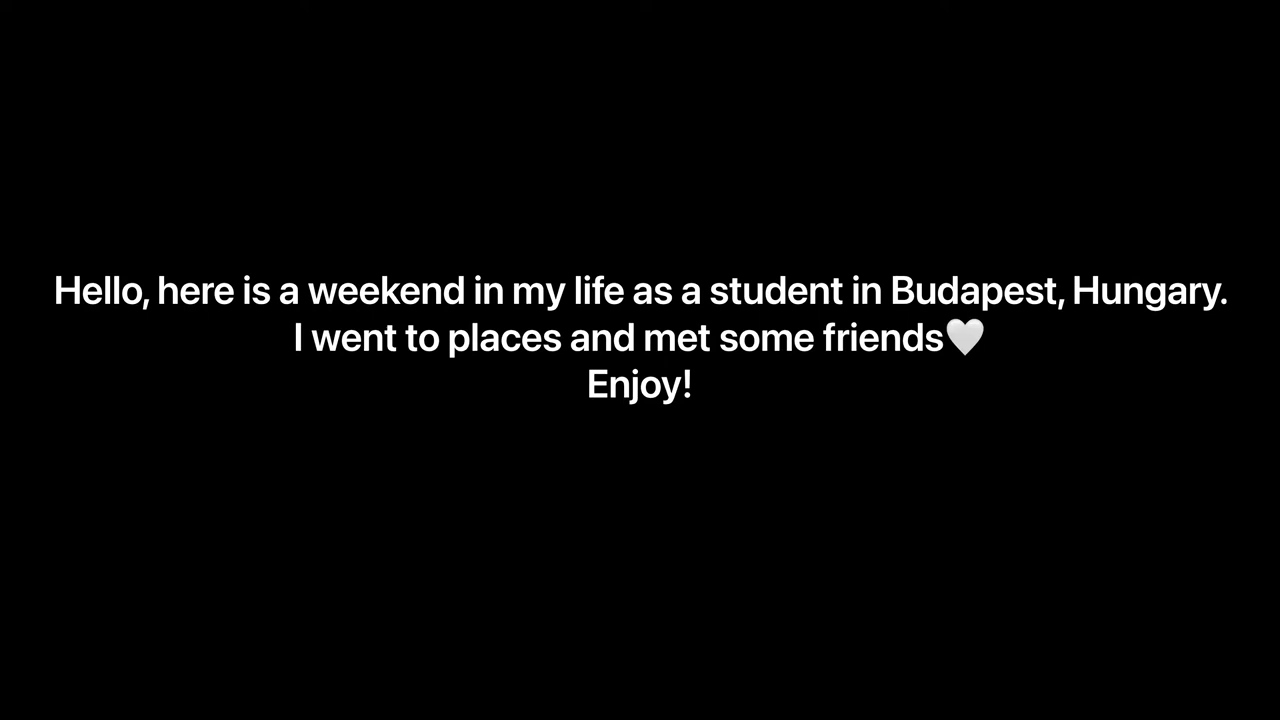 Hello, here is a weekend in my life as a student in Budapest, Hungary.
I went to places and met some friends🤍
Enjoy!